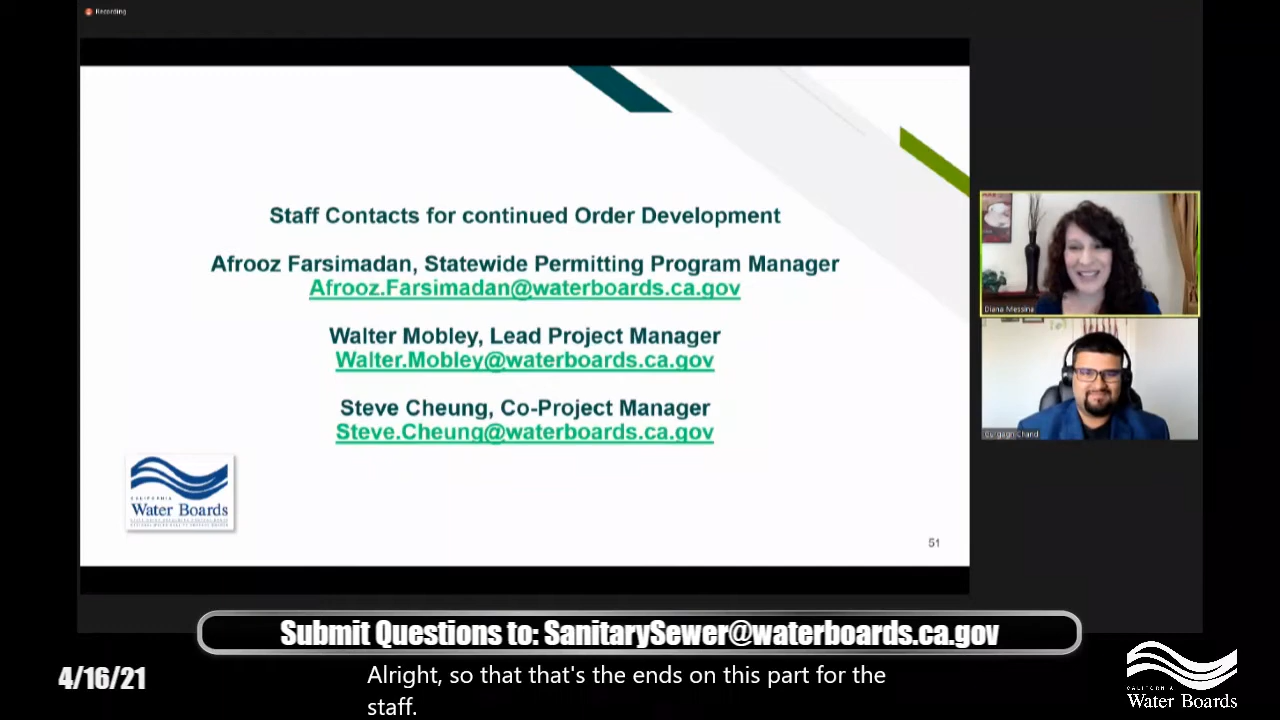 Recording
Staff Contacts for continued Order Development
Afrooz Farsimadan, Statewide Permitting Program Manager
Afrooz.Farsimadan@waterboards.ca.gov
Walter Mobley, Lead Project Manager
Walter.Mobley@waterboards.ca.gov
Steve Cheung, Co-Project Manager
Steve.Cheung@waterboards.ca.gov
CALIFORNIA
Water Boards
51
Diana Messina
Chand
Submit Questions to: SanitarySewer@waterboards.ca.gov
4/16/21
Alright, so that that's the ends on this part for the
staff.
CALIFORNIA
Water Boards